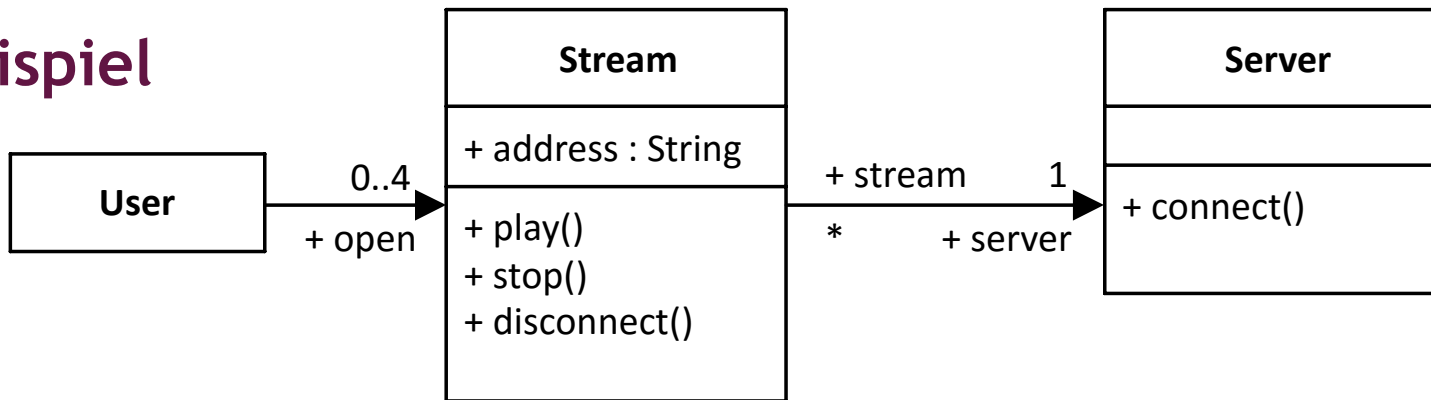 ispiel
User
0..4
+ open
Stream
+ address : String
+ play()
+ stop()
+ disconnect()
+ stream
1
*
+ server
Server
+ connect()